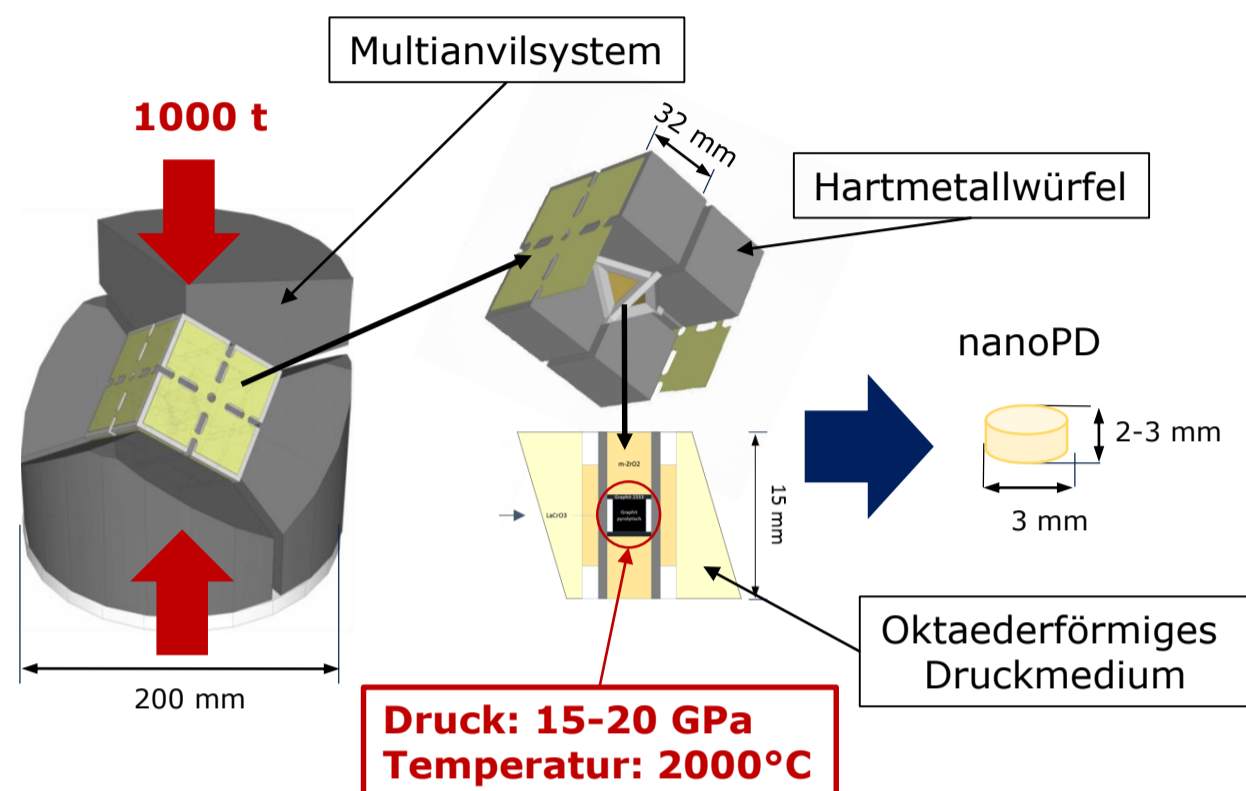 Multianvilsystem
1000 t
32 mm
Hartmetallwürfel
nanoPD
2-3 mm
3 mm
m-ZrO2
Graphit
LaCrO3
Graphit
pyrolytisch
15 mm
Oktaederförmiges
Druckmedium
200 mm
Druck: 15-20 GPa
Temperatur: 2000°C